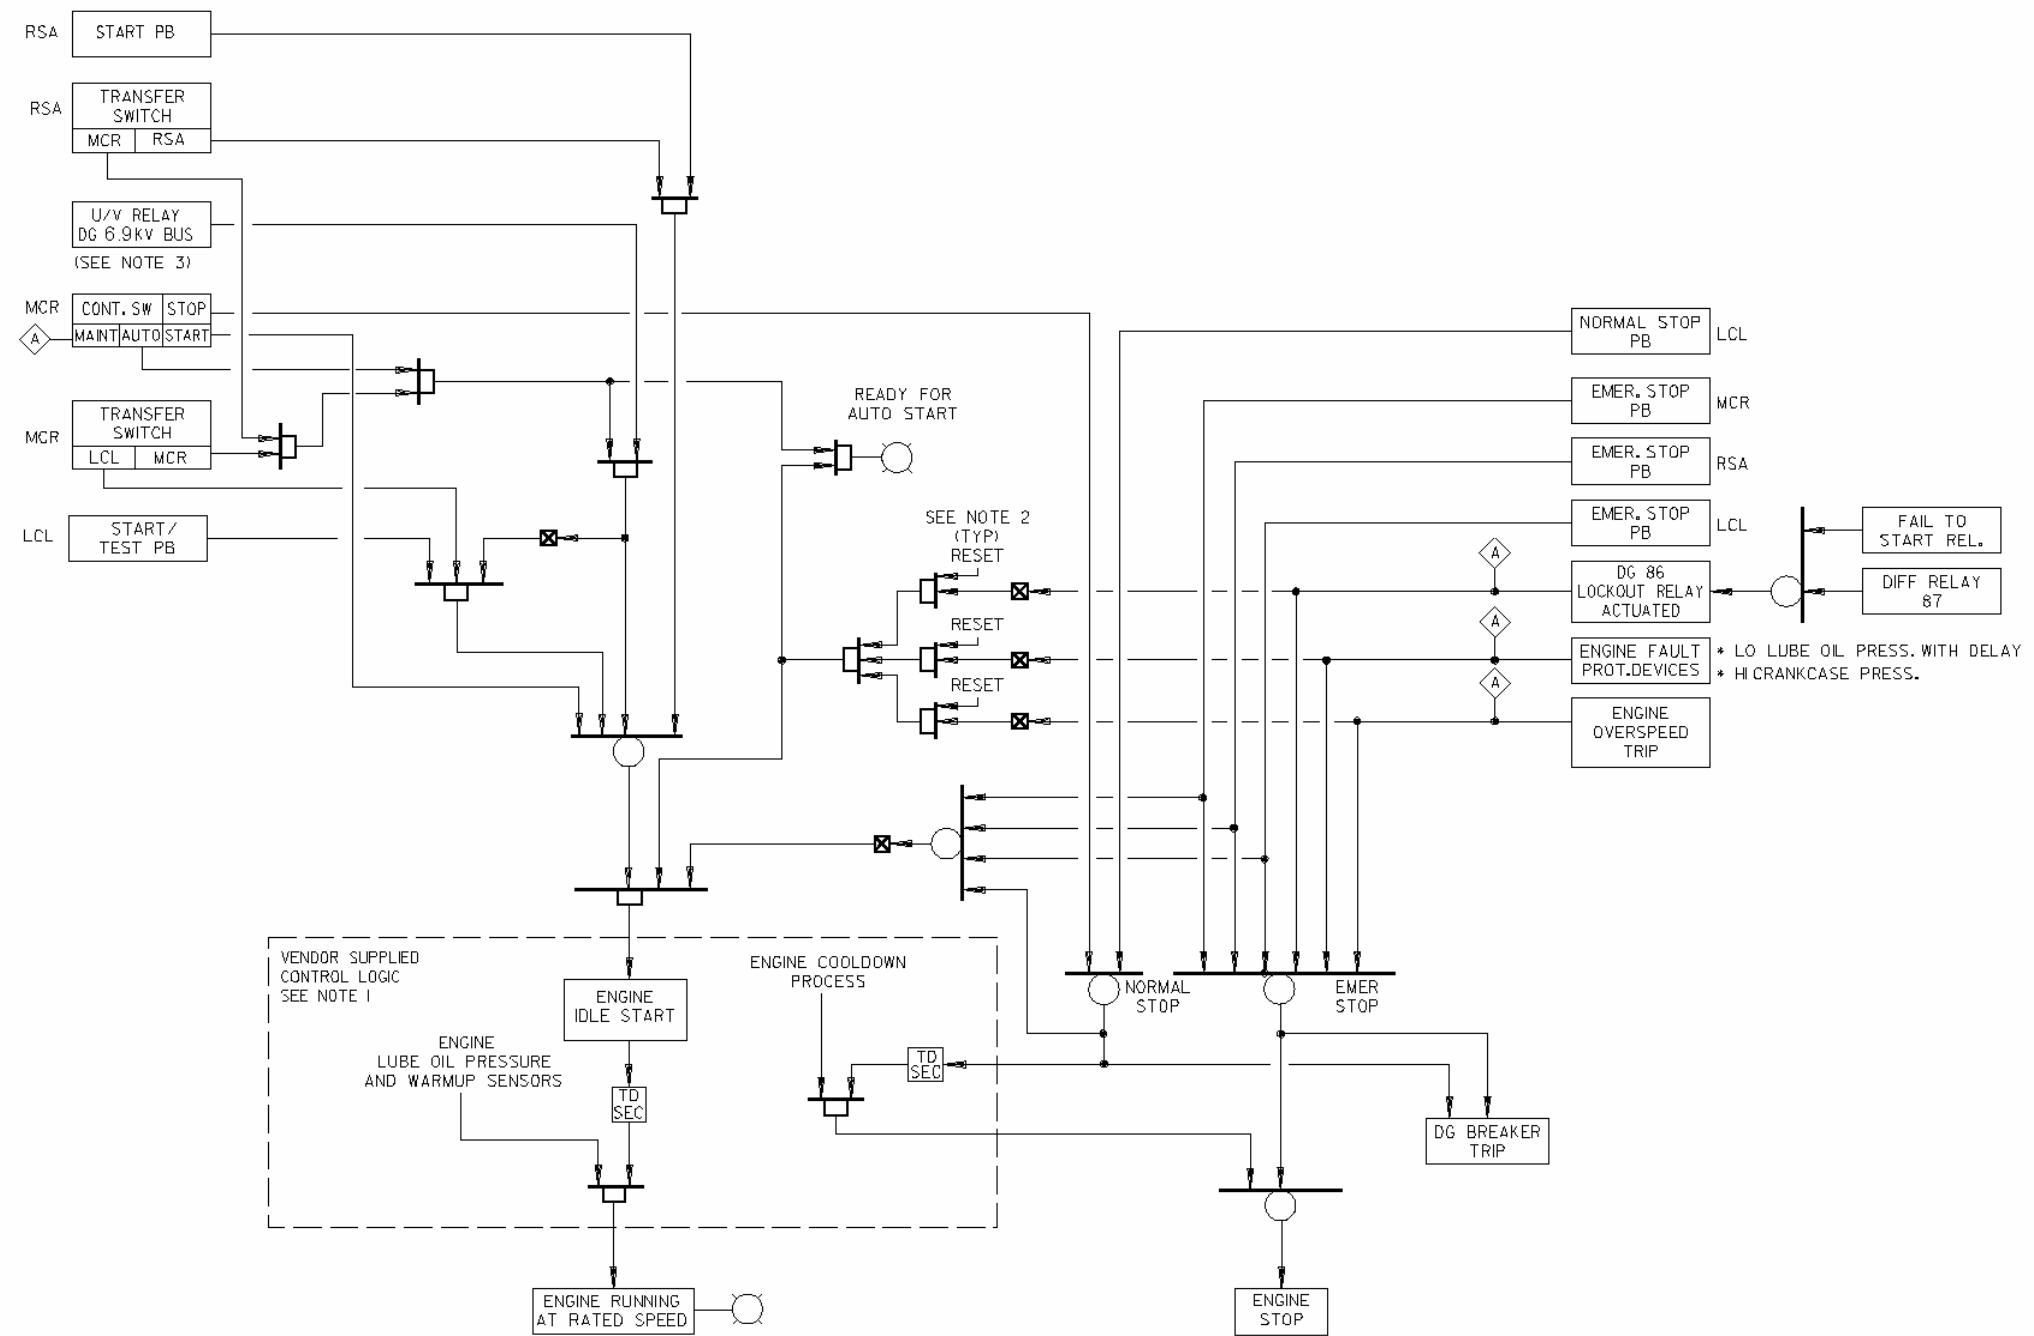 RSA
START PB
RSA
TRANSFER
SWITCH
MCR
RSA
U/V RELAY
DG 6.9KV BUS
(SEE NOTE 3)
MCR
CONT. SW
STOP
A
MAINT
AUTO
START
MCR
TRANSFER
SWITCH
LCL
MCR
LCL
START/
TEST PB
READY FOR
AUTO START
SEE NOTE 2
(TYP)
RESET
RESET
RESET
NORMAL STOP
PB
LCL
EMER. STOP
PB
MCR
EMER. STOP
PB
RSA
EMER. STOP
PB
LCL
FAIL TO
START REL.
A
DG 86
LOCKOUT RELAY
ACTUATED
DIFF RELAY
87
A
ENGINE FAULT
PROT.DEVICES
* LO LUBE OIL PRESS. WITH DELAY
* HI CRANKCASE PRESS.
A
ENGINE
OVERSPEED
TRIP
VENDOR SUPPLIED
CONTROL LOGIC
SEE NOTE 1
ENGINE
IDLE START
ENGINE COOLDOWN
PROCESS
NORMAL
STOP
EMER
STOP
ENGINE
LUBE OIL PRESSURE
AND WARMUP SENSORS
TD
SEC
TD
SEC
DG BREAKER
TRIP
ENGINE RUNNING
AT RATED SPEED
ENGINE
STOP